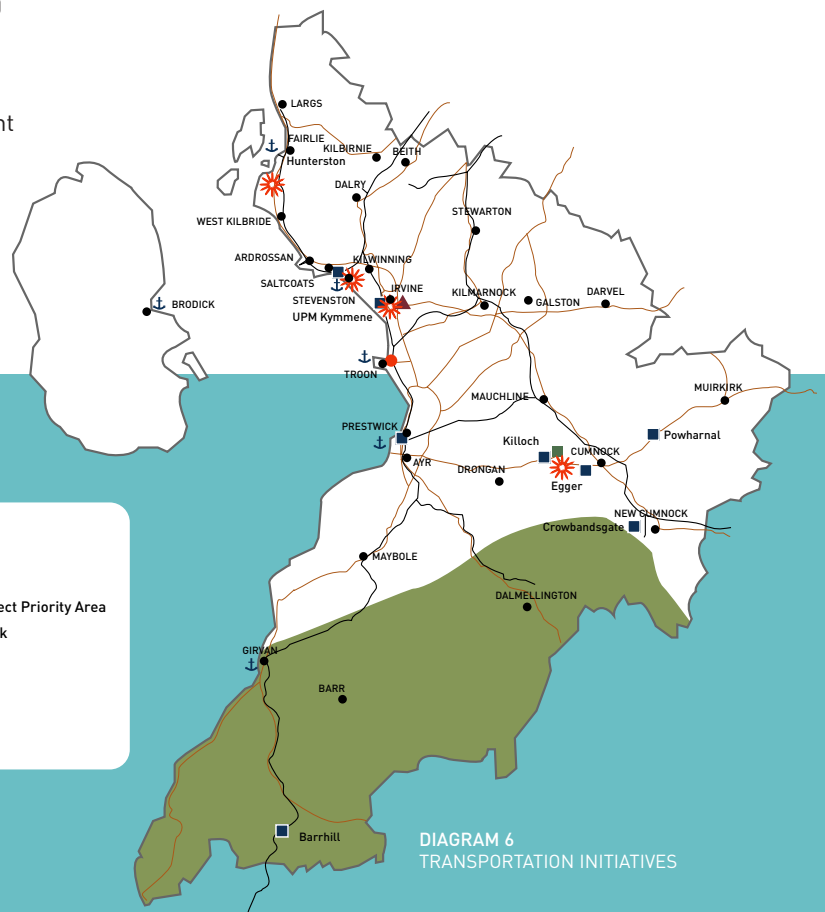 nt
LARGS
FAIRLIE
KILBIRNIE
BEITH
Hunterston
DALRY
STEWARTON
WEST KILBRIDE
ARDROSSAN
KILWINNING
SALTCOATS
IRVINE
KILMARNOCK
DARVEL
STEVENSTON
GALSTON
BRODICK
UPM Kymmene
TROON
MUIRKIRK
MAUCHLINE
PRESTWICK
Powharnal
Killoch
CUMNOCK
AYR
DRONGAN
Egger
NEW CUMNOCK
Crowbandsgate
MAYBOLE
DALMELLINGTON
ect Priority Area
k
GIRVAN
BARR
Barrhill
DIAGRAM 6
TRANSPORTATION INITIATIVES